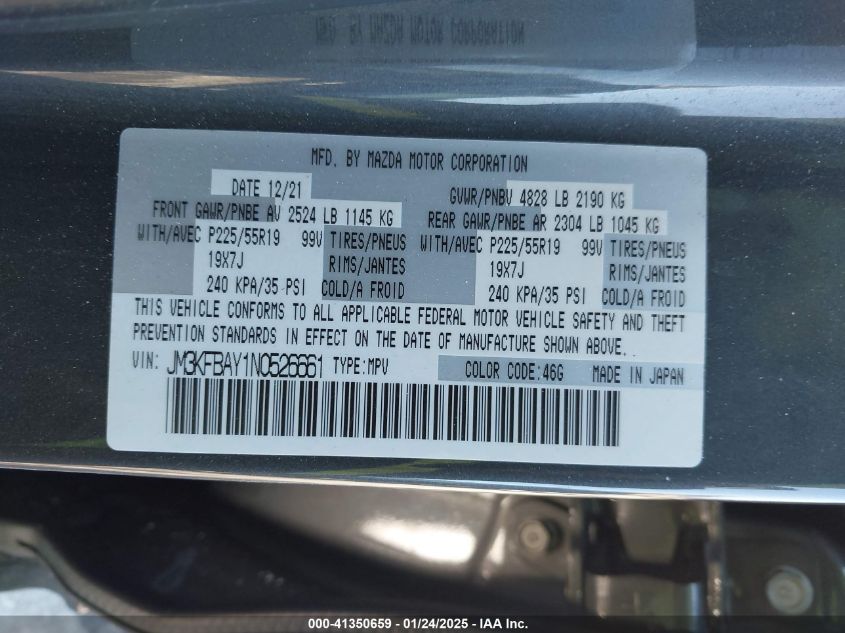 MFD. BY MAZDA MOTOR CORPORATION
MFD. BY MAZDA MOTOR CORPORATION
DATE 12/21 GVWR/PNBV 4828 LB 2190 KG
FRONT GAWR/PNBE AV 2524 LB 1145 KG REAR GAWR/PNBE AR 2304 LB 1045 KG
WITH/AVEC P225/55R19 99V TIRES/PNEUS WITH/AVEC P225/55R19 99V TIRES/PNEUS
19X7J RIMS/JANTES 19X7J RIMS/JANTES
240 KPA/35 PSI COLD/A FROID 240 KPA/35 PSI COLD/A FROID
THIS VEHICLE CONFORMS TO ALL APPLICABLE FEDERAL MOTOR VEHICLE SAFETY AND THEFT
PREVENTION STANDARDS IN EFFECT ON THE DATE OF MANUFACTURE SHOWN ABOVE.
VIN: JM3KFBAY1N0526661 TYPE:MPV COLOR CODE:46G MADE IN JAPAN
000-41350659 - 01/24/2025 - IAA Inc.